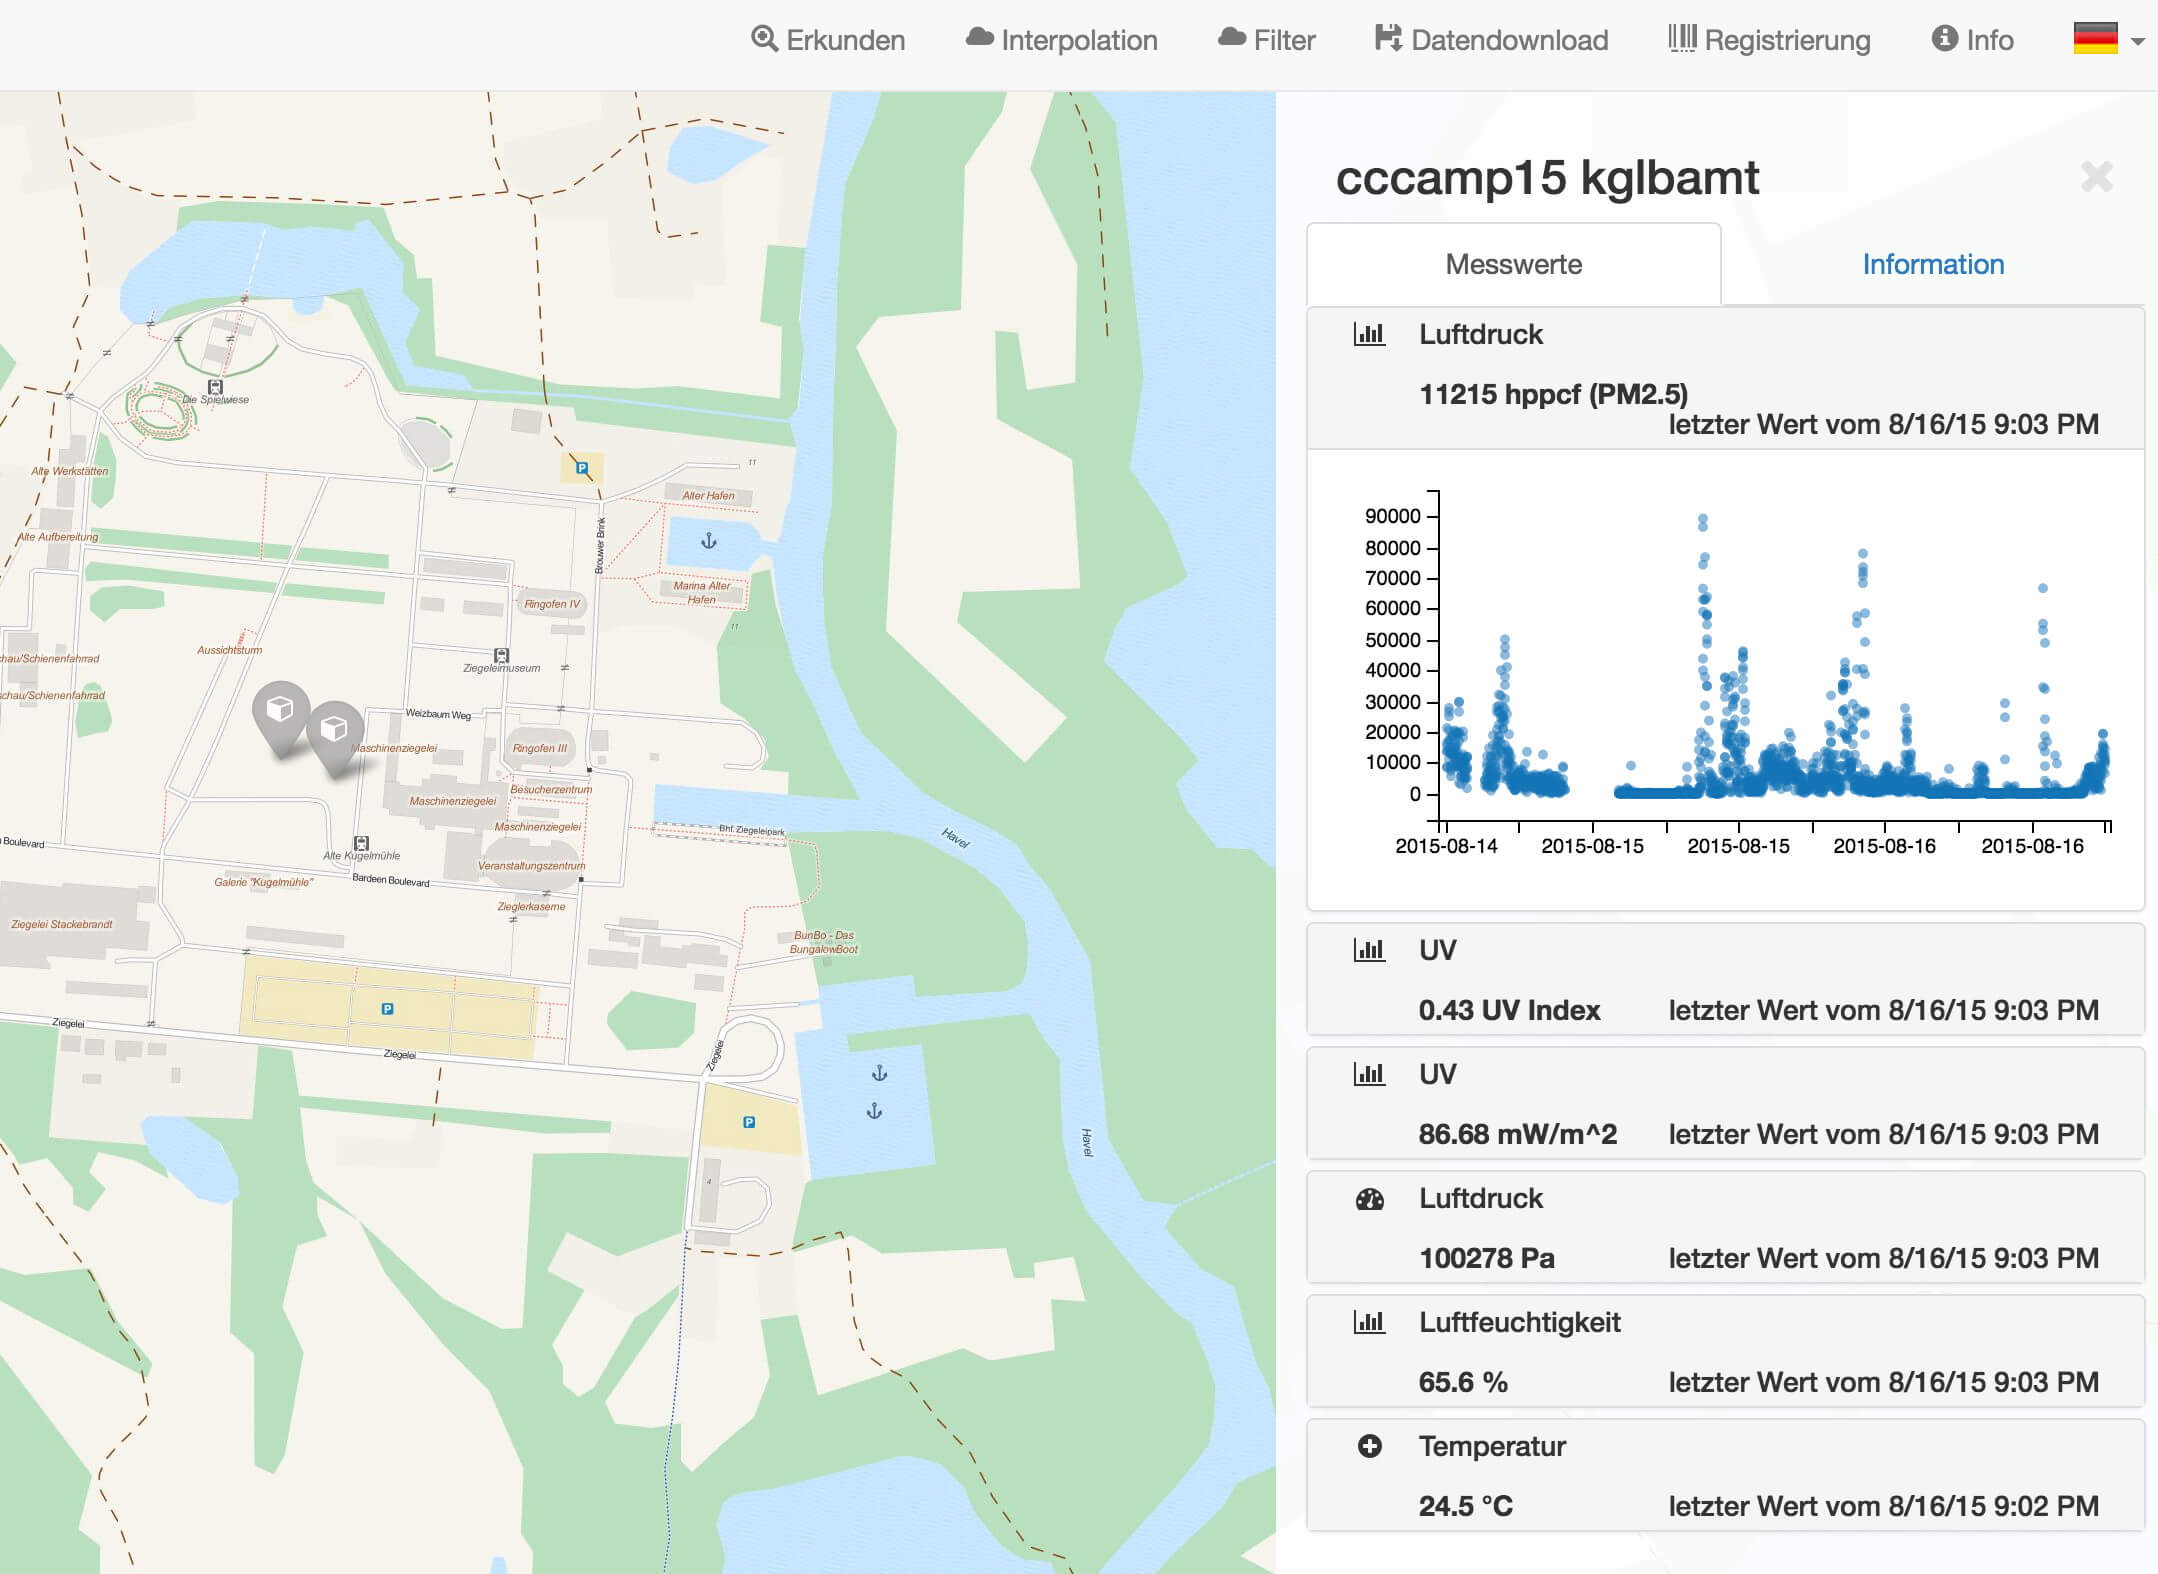 Erkunden
Interpolation
Filter
Datendownload
Registrierung
Info
cccamp15 kglbamt
Messwerte
Information
Luftdruck
11215 hppcf (PM2.5)
letzter Wert vom 8/16/15 9:03 PM
90000
80000
70000
60000
50000
40000
30000
20000
10000
0
2015-08-14
2015-08-15
2015-08-15
2015-08-16
2015-08-16
UV
0.43 UV Index
letzter Wert vom 8/16/15 9:03 PM
UV
86.68 mW/m^2
letzter Wert vom 8/16/15 9:03 PM
Luftdruck
100278 Pa
letzter Wert vom 8/16/15 9:03 PM
Luftfeuchtigkeit
65.6 %
letzter Wert vom 8/16/15 9:03 PM
Temperatur
24.5 °C
letzter Wert vom 8/16/15 9:02 PM
Die Spielwiese
Alte Werkstätten
P
11
Alter Hafen
Alte Aufbereitung
Brouwer Brink
Marina Alter
Hafen
Ringofen IV
11
Aussichtsturm
chau/Schienenfahrrad
Ziegeleimuseum
schau/Schienenfahrrad
Weizbaum Weg
Maschinenziegelei
Ringofen III
Besucherzentrum
Maschinenziegelei
Maschinenziegelei
Bhf. Ziegeleipark
Havel
Boulevard
Alte Kugelmühle
Veranstaltungszentrum
Galerie "Kugelmühle"
Bardeen Boulevard
Zieglerkaserne
Ziegelei Stackebrandt
BunBo - Das
BungalowBoot
P
Ziegelei
Ziegelei
Ziegelei
P
Havel
4